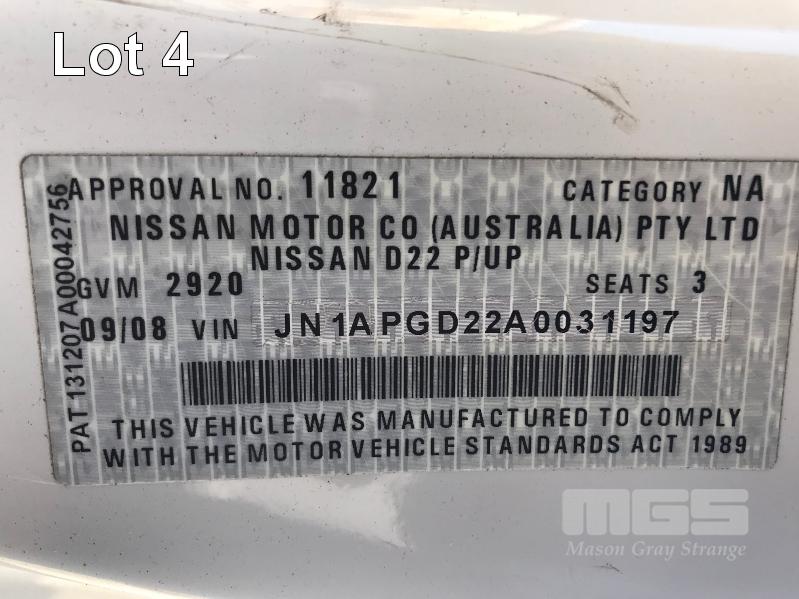 Lot 4
APPROVAL NO. 11821 CATEGORY NA
NISSAN MOTOR CO (AUSTRALIA) PTY LTD
NISSAN D22 P/UP
GVM 2920 SEATS 3
09/08 VIN JN1APGD22A0031197
THIS VEHICLE WAS MANUFACTURED TO COMPLY
WITH THE MOTOR VEHICLE STANDARDS ACT 1989
PAT 131207A00042756
MGS
Mason Gray Strange